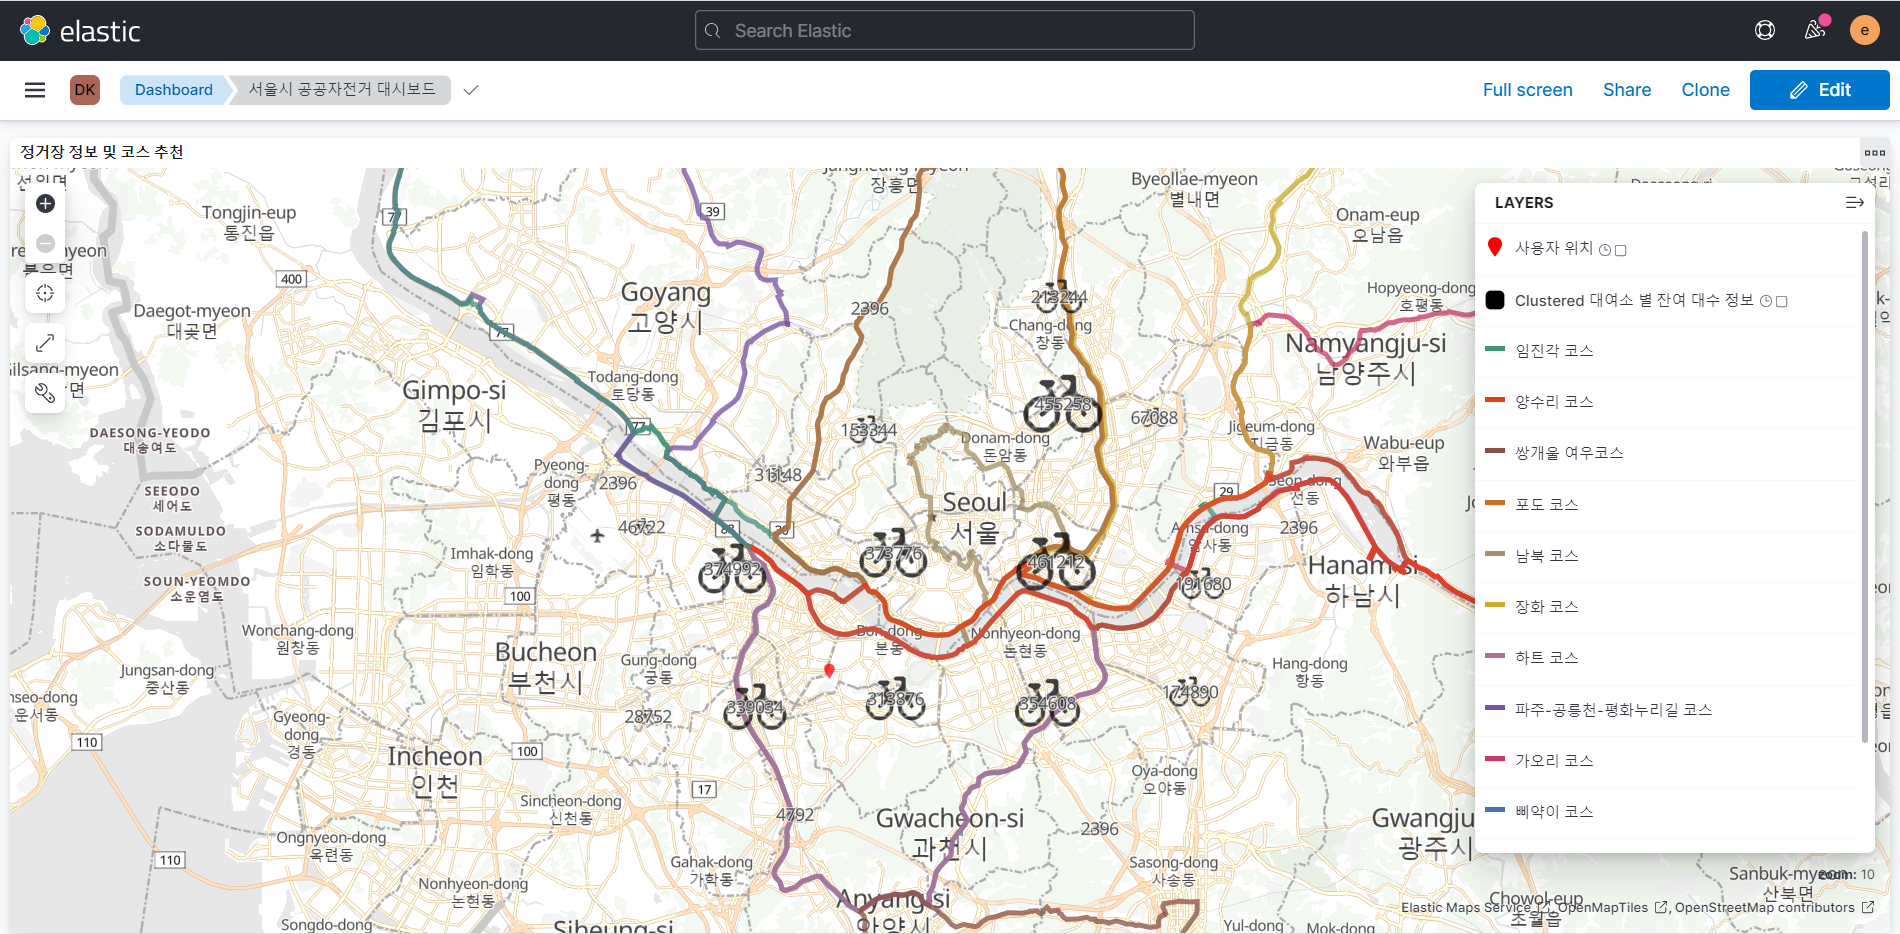 elastic
Search Elastic
e
DK
Dashboard
서울시 공공자전거 대시보드
Full screen
Share
Clone
Edit
정거장 정보 및 코스 추천
LAYERS
사용자 위치
Clustered 대여소 별 잔여 대수 정보
임진각 코스
양수리 코스
쌍개울 여우코스
포도 코스
남북 코스
장화 코스
하트 코스
파주-공릉천-평화누리길 코스
가오리 코스
삐약이 코스
Tongjin-eup
통진읍
400
Daegot-myeon
대곶면
77
39
Goyang
고양시
77
Gimpo-si
김포시
Todang-dong
토당동
77
DAESONG-YEODO
대송여도
Pyeong-
dong
평동
2396
SEEODO
세어도
SODAMULDO
소다물도
SOUN-YEOMDO
소운염도
46722
Imhak-dong
임학동
100
Wonchang-dong
원창동
Jungsan-dong
중산동
Bucheon
부천시
Gung-dong
궁동
28752
Gyeong-
dong
경동
110
Incheon
인천
100
17
Sincheon-dong
신천동
Ongnyeon-dong
옥련동
110
Nonhyeon-dong
논현동
Songdo-dong
Siheung-si
장흥면
2396
Byeollae-myeon
별내면
Onam-eup
오남읍
213244
Chang-dong
창동
Hopyeong-dong
호평동
Namyangju-si
남양주시
455258
67088
153344
Donam-dong
돈암동
Jigeum-dong
지금동
Wabu-eup
와부읍
31148
Seoul
서울
29
Seon-dong
선동
Amsa-dong
암사동
2396
374992
373776
461212
191680
Hanam-si
하남시
Bon-dong
본동
Nonhyeon-dong
논현동
Hang-dong
항동
339034
313876
354608
174890
4792
Gwacheon-si
과천시
2396
Oya-dong
오야동
Gahak-dong
가학동
Anyang-si
안양시
Sasong-dong
사송동
Gwangju
광주시
Yul-dong
Mok-dong
Chowol-eup
초월읍
산북면
zoom: 10
Elastic Maps Service , OpenMapTiles , OpenStreetMap contributors